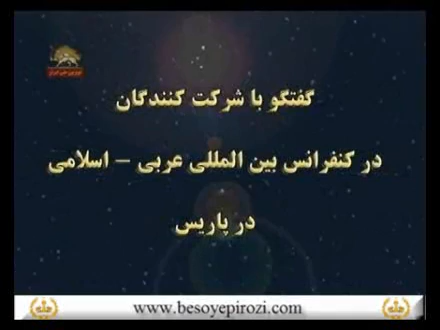 گفتگو با شرکت کنندگان
در کنفرانس بین المللی عربی – اسلامی
در پاریس
www.besoyepirozi.com